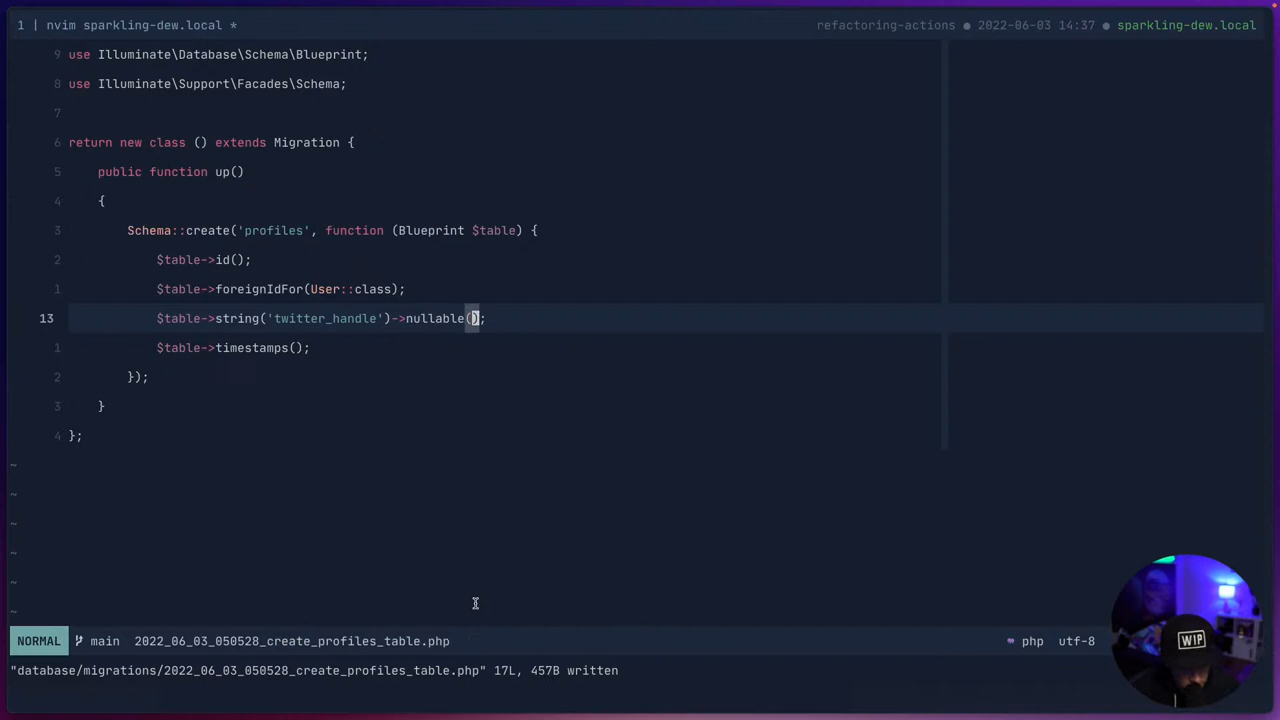 1 | nvim sparkling-dew.local * refactoring-actions ● 2022-06-03 14:37 ● sparkling-dew.local
9 use Illuminate\Database\Schema\Blueprint;
8 use Illuminate\Support\Facades\Schema;
7
6 return new class () extends Migration {
5 public function up()
4 {
3 Schema::create('profiles', function (Blueprint $table) {
2 $table->id();
1 $table->foreignIdFor(User::class);
13 $table->string('twitter_handle')->nullable();
1 $table->timestamps();
2 });
3 }
4 };
~
~
~
~
~
~
NORMAL main 2022_06_03_050528_create_profiles_table.php php utf-8
"database/migrations/2022_06_03_050528_create_profiles_table.php" 17L, 457B written
WIP